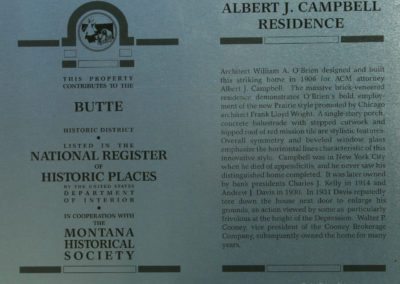 THIS PROPERTY
CONTRIBUTES TO THE
BUTTE
HISTORIC DISTRICT
LISTED IN THE
NATIONAL REGISTER
OF
HISTORIC PLACES
BY THE UNITED STATES
DEPARTMENT
OF INTERIOR
IN COOPERATION WITH
THE
MONTANA
HISTORICAL
SOCIETY
ALBERT J. CAMPBELL
RESIDENCE
Architect William A. O'Brien designed and built
this striking home in 1906 for ACM attorney
Albert J. Campbell. The massive brick-veneered
residence demonstrates O'Brien's bold employ-
ment of the new Prairie style promoted by Chicago
architect Frank Lloyd Wright. A single-story porch,
concrete balustrade with stepped cutwork and
hipped roof of red mission tile are stylistic features.
Overall symmetry and beveled window glass
emphasize the horizontal lines characteristic of this
innovative style. Campbell was in New York City
when he died of appendicitis, and he never saw his
distinguished home completed. It was later owned
by bank presidents Charles J. Kelly in 1914 and
Andrew J. Davis in 1930. In 1931 Davis reputedly
tore down the house next door to enlarge his
grounds, an action viewed by some as particularly
frivolous at the height of the Depression. Walter P.
Cooney, vice president of the Cooney Brokerage
Company, subsequently owned the home for many
years.